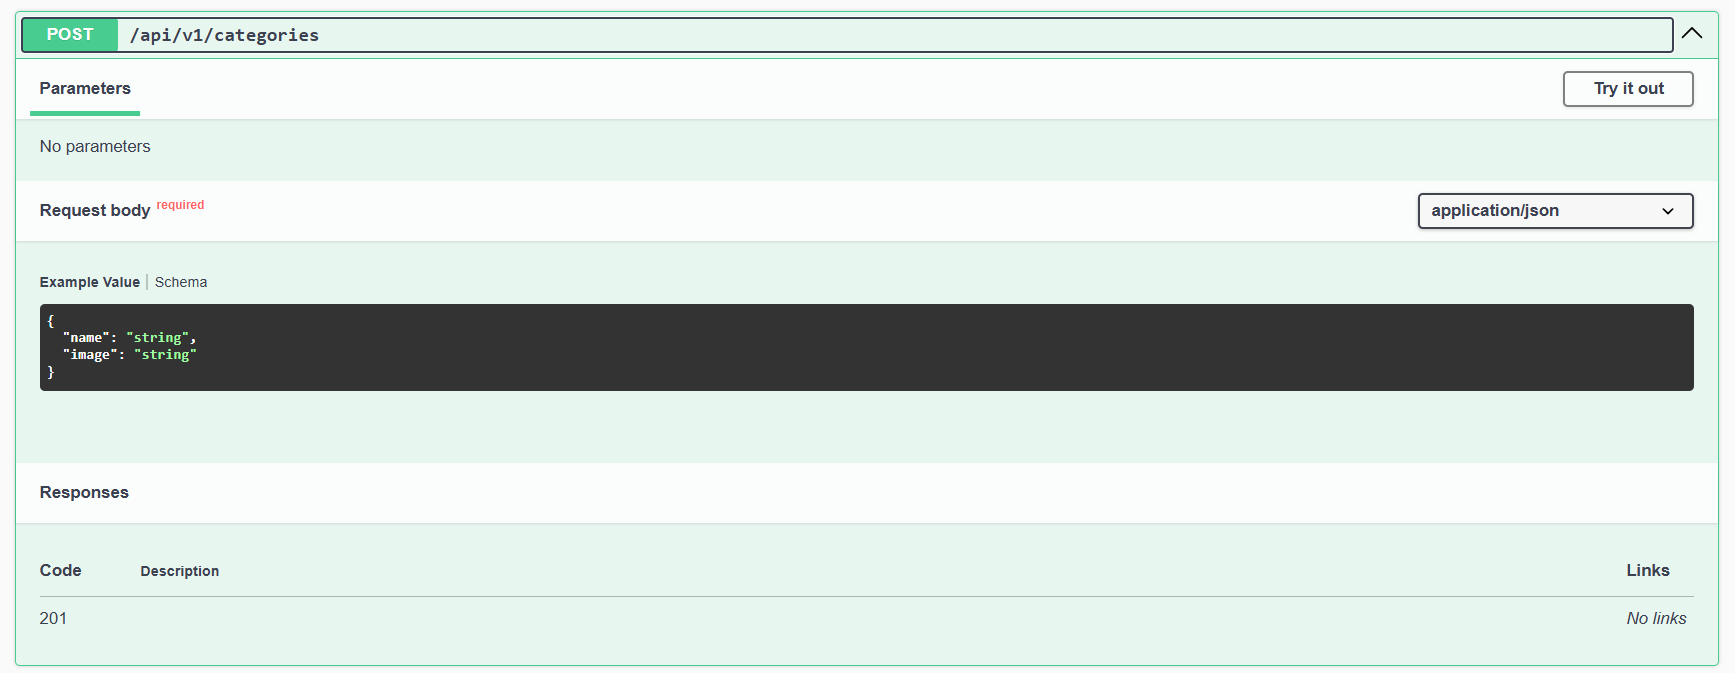 POST /api/v1/categories
Parameters Try it out
No parameters
Request body required application/json
Example Value Schema
{
  "name": "string",
  "image": "string"
}
Responses
Code Description Links
201 No links